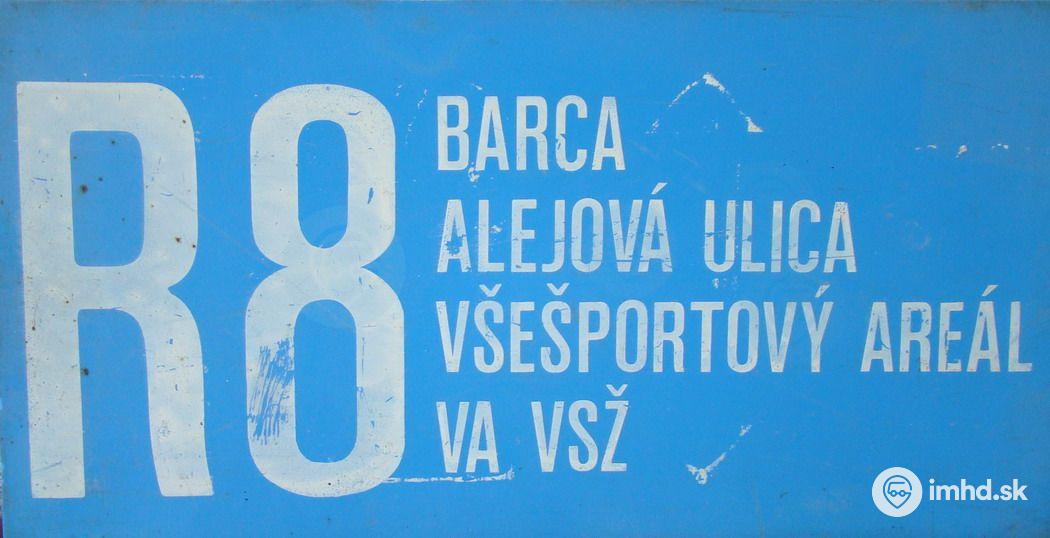 R8
BARCA
ALEJOVÁ ULICA
VŠEŠPORTOVÝ AREÁL
VA VSŽ
imhd.sk